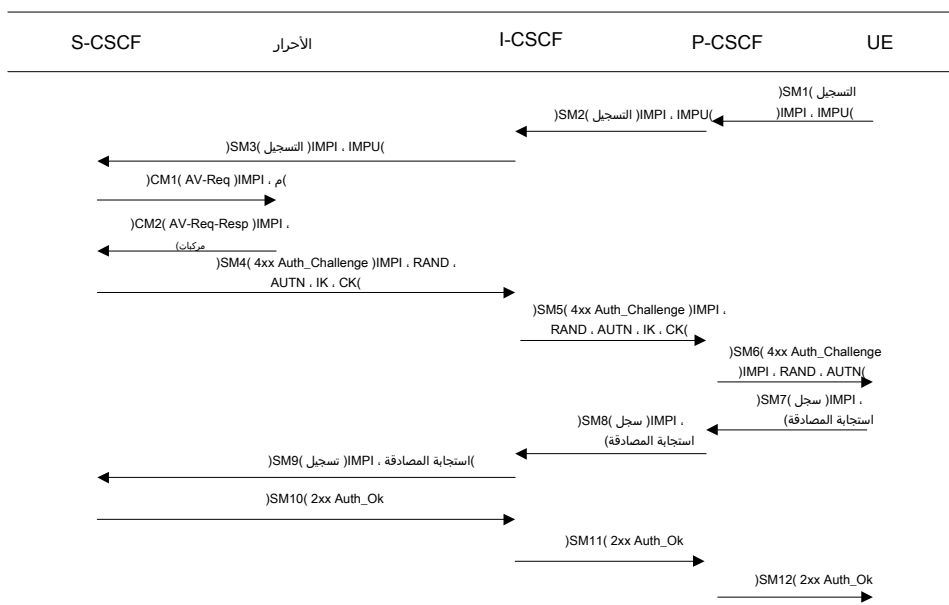 S-CSCF الأحرار I-CSCF P-CSCF UE
(SM1) التسجيل
(IMPI ، IMPU)
(SM2) التسجيل (IMPI ، IMPU)
(SM3) التسجيل (IMPI ، IMPU)
(CM1) AV-Req (IMPI ، م)
(CM2) AV-Req-Resp (IMPI ،
مركبات)
(SM4) 4xx Auth_Challenge (IMPI ، RAND ،
AUTN ، IK ، CK)
(SM5) 4xx Auth_Challenge (IMPI ،
RAND ، AUTN ، IK ، CK)
(SM6) 4xx Auth_Challenge
(IMPI ، RAND ، AUTN)
(SM7) سجل (IMPI ،
استجابة المصادقة)
(SM8) سجل (IMPI ،
استجابة المصادقة)
(SM9) تسجيل (IMPI ، استجابة المصادقة)
(SM10) 2xx Auth_Ok
(SM11) 2xx Auth_Ok
(SM12) 2xx Auth_Ok